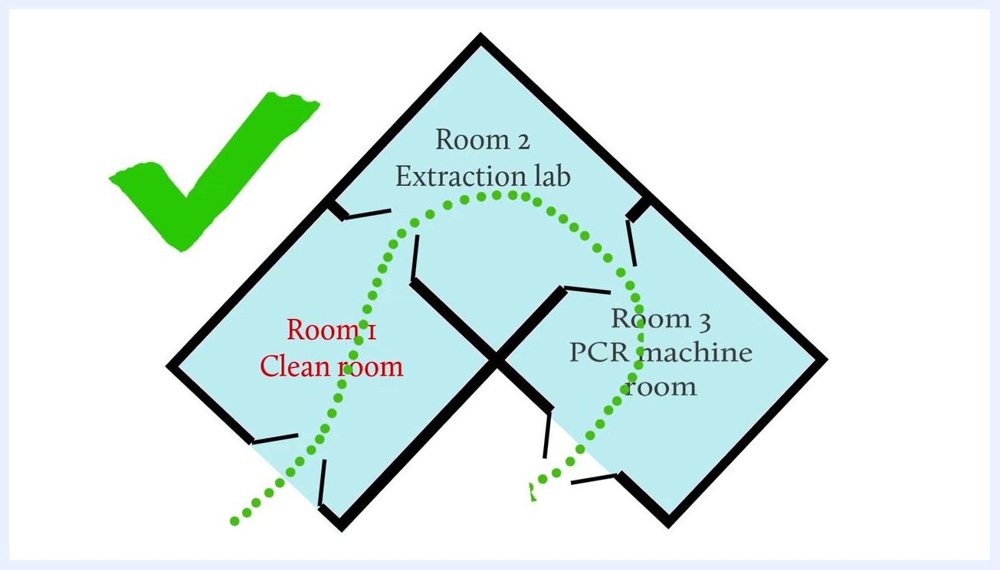 Room 2
Extraction lab
Room 1
Clean room
Room 3
PCR machine
room